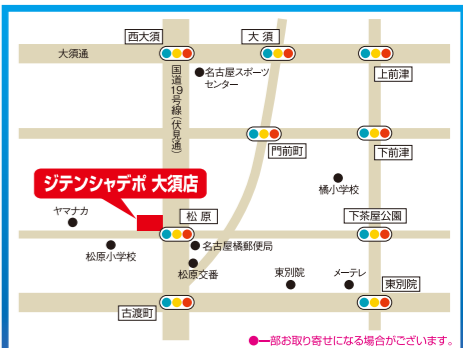 西大須
大須
大須通
上前津
国道19号線(伏見通)
名古屋スポーツ
センター
門前町
下前津
橘小学校
ジテンシャデポ 大須店
ヤマナカ
松原
下茶屋公園
名古屋橘郵便局
松原小学校
松原交番
東別院
メーテレ
東別院
古渡町
●一部お取り寄せになる場合がございます。